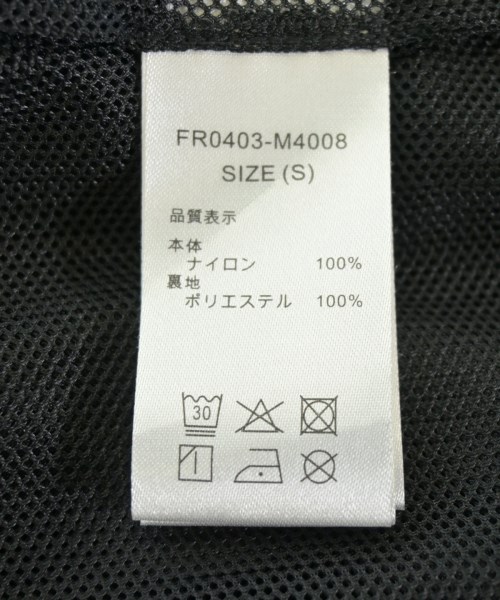 FR0403-M4008
SIZE (S)
品質表示
本体
ナイロン 100%
裏地
ポリエステル 100%
30